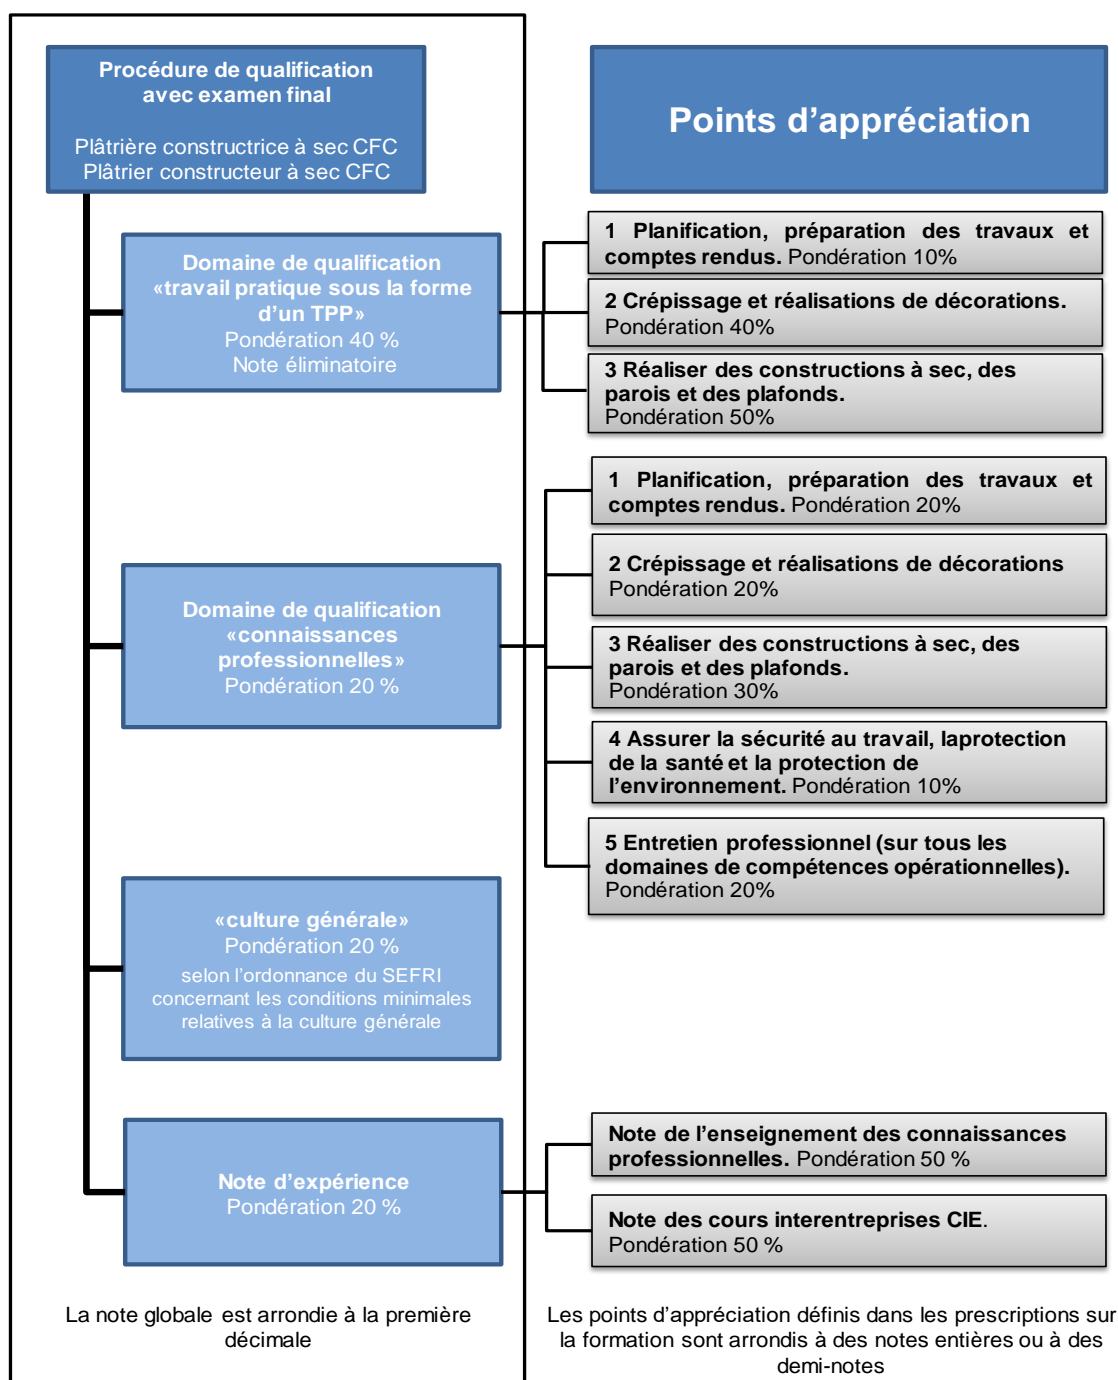 Procédure de qualification
avec examen final
Plâtrière constructrice à sec CFC
Plâtrier constructeur à sec CFC
Points d’appréciation
Domaine de qualification
«travail pratique sous la forme
d’un TPP»
Pondération 40 %
Note éliminatoire
1 Planification, préparation des travaux et
comptes rendus. Pondération 10%
2 Crépissage et réalisations de décorations.
Pondération 40%
3 Réaliser des constructions à sec, des
parois et des plafonds.
Pondération 50%
Domaine de qualification
«connaissances
professionnelles»
Pondération 20 %
1 Planification, préparation des travaux et
comptes rendus. Pondération 20%
2 Crépissage et réalisations de décorations
Pondération 20%
3 Réaliser des constructions à sec, des
parois et des plafonds.
Pondération 30%
4 Assurer la sécurité au travail, laprotection
de la santé et la protection de
l’environnement. Pondération 10%
5 Entretien professionnel (sur tous les
domaines de compétences opérationnelles).
Pondération 20%
«culture générale»
Pondération 20 %
selon l’ordonnance du SEFRI
concernant les conditions minimales
relatives à la culture générale
Note d’expérience
Pondération 20 %
Note de l’enseignement des connaissances
professionnelles. Pondération 50 %
Note des cours interentreprises CIE.
Pondération 50 %
La note globale est arrondie à la première
décimale
Les points d’appréciation définis dans les prescriptions sur
la formation sont arrondis à des notes entières ou à des
demi-notes